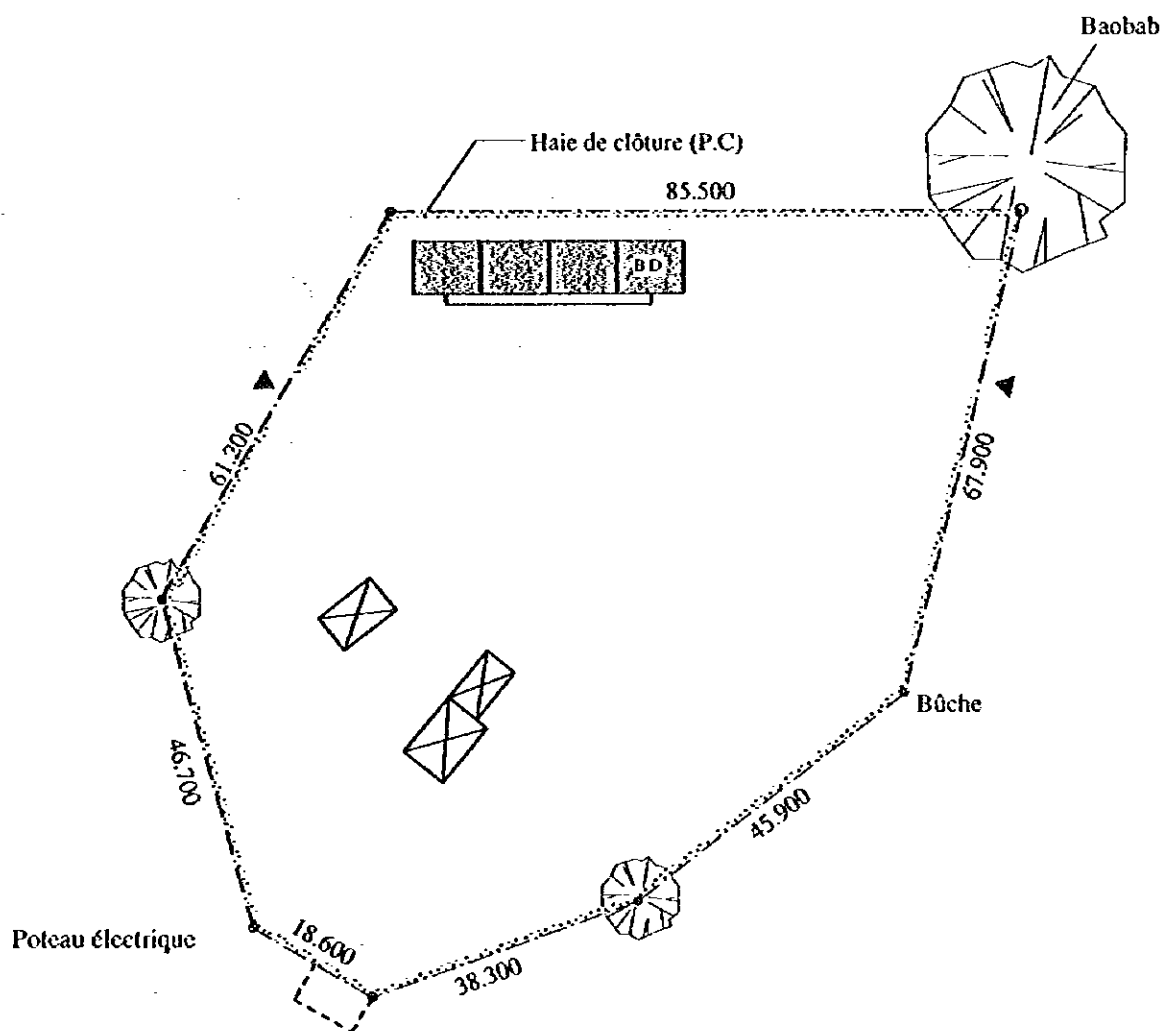 Baobab
Haie de clôture (P.C)
85.500
BD
61.200
67.900
Bûche
46.700
45.900
Poteau électrique
18.600
38.300